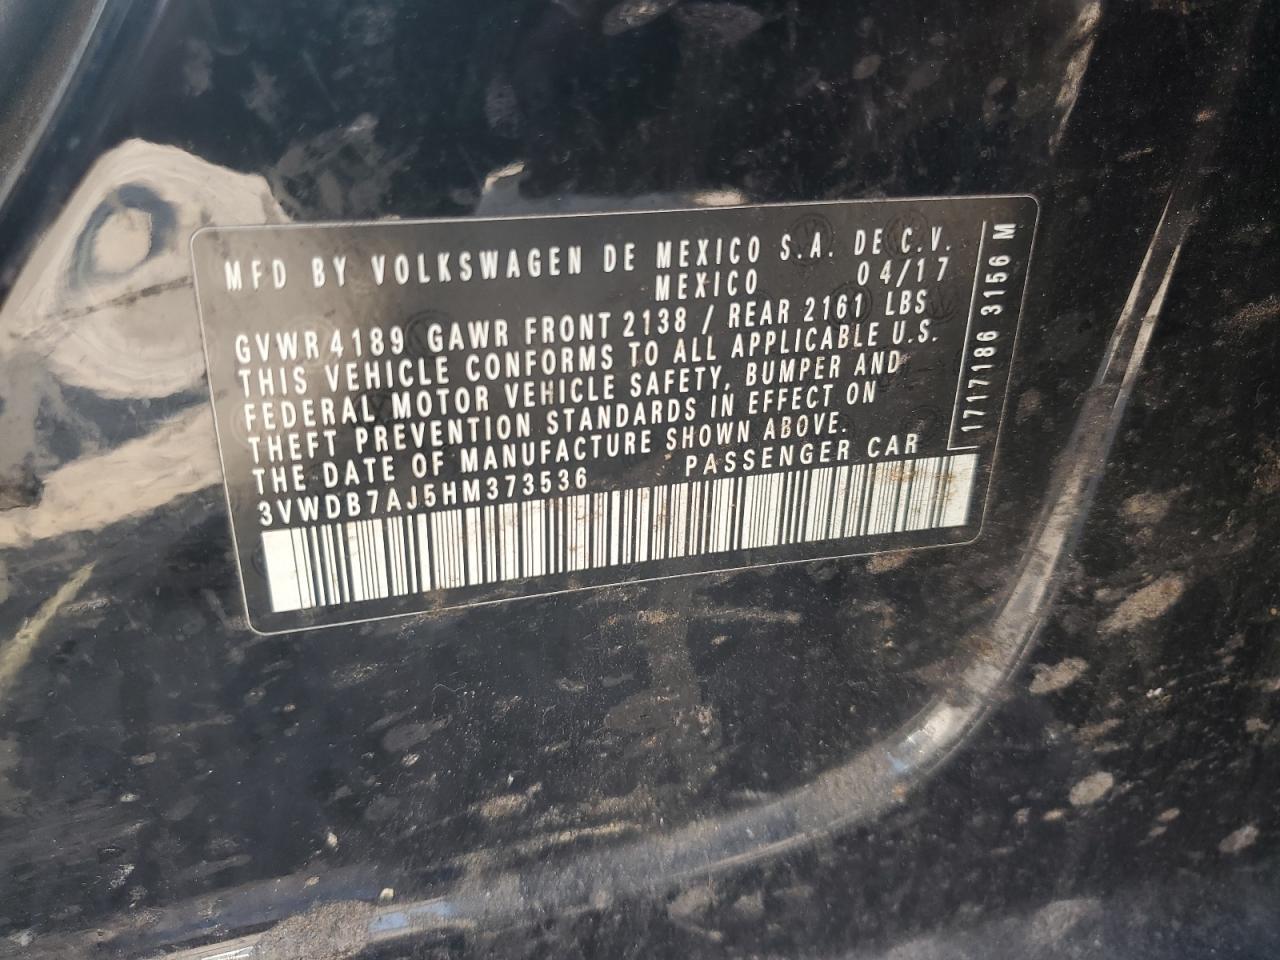 MFD BY VOLKSWAGEN DE MEXICO S.A. DE C.V.
MEXICO 04/17
GVWR 4189 GAWR FRONT 2138 / REAR 2161 LBS
THIS VEHICLE CONFORMS TO ALL APPLICABLE U.S.
FEDERAL MOTOR VEHICLE SAFETY, BUMPER AND
THEFT PREVENTION STANDARDS IN EFFECT ON
THE DATE OF MANUFACTURE SHOWN ABOVE.
3VWDB7AJ5HM373536 PASSENGER CAR
1717186 3156 M